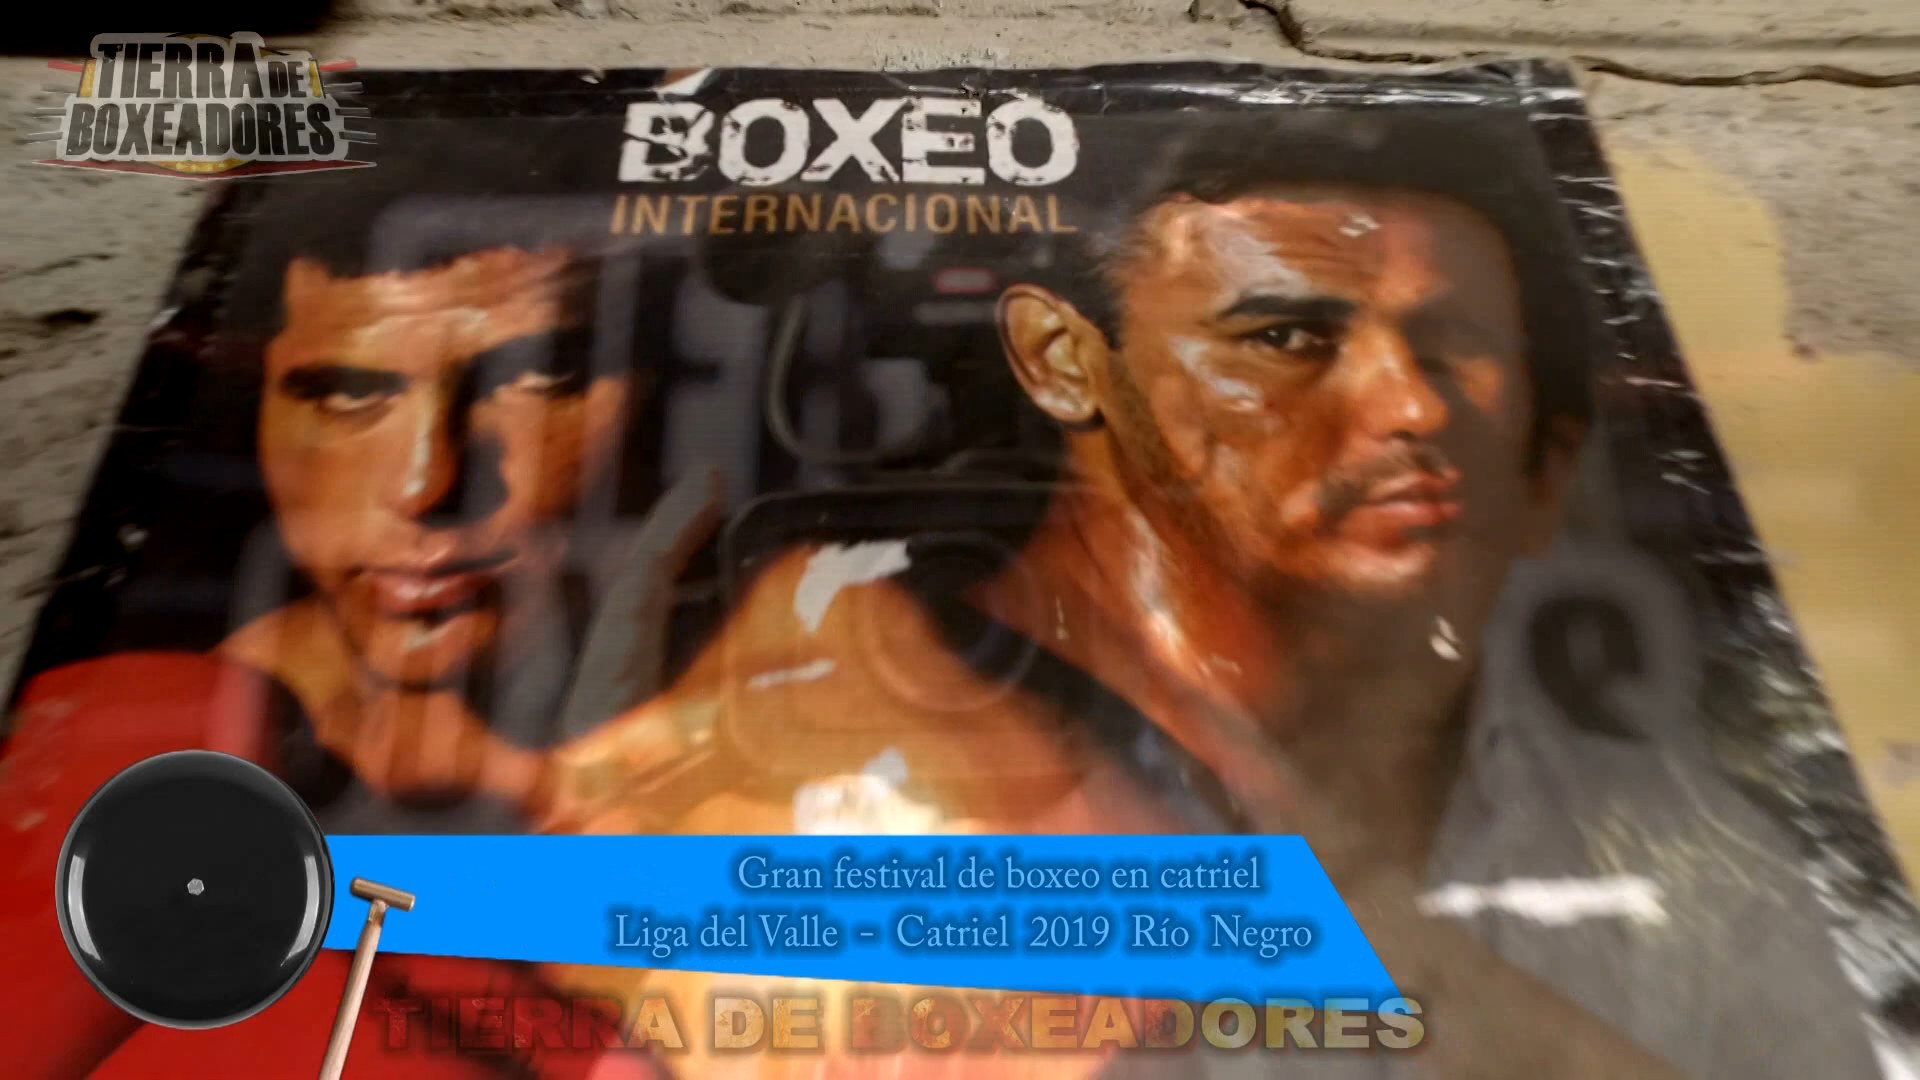 TIERRA DE
BOXEADORES
BOXEO
INTERNACIONAL
Gran festival de boxeo en catriel
Liga del Valle - Catriel 2019 Río Negro
TIERRA DE BOXEADORES